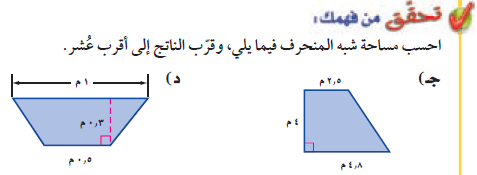 تحقّق من فهمك:
احسب مساحة شبه المنحرف فيما يلي، وقرّب الناتج إلى أقرب عُشر.
جـ)
٢,٥ م
٤ م
٤,٨ م
د)
١ م
٠,٣ م
٠,٥ م